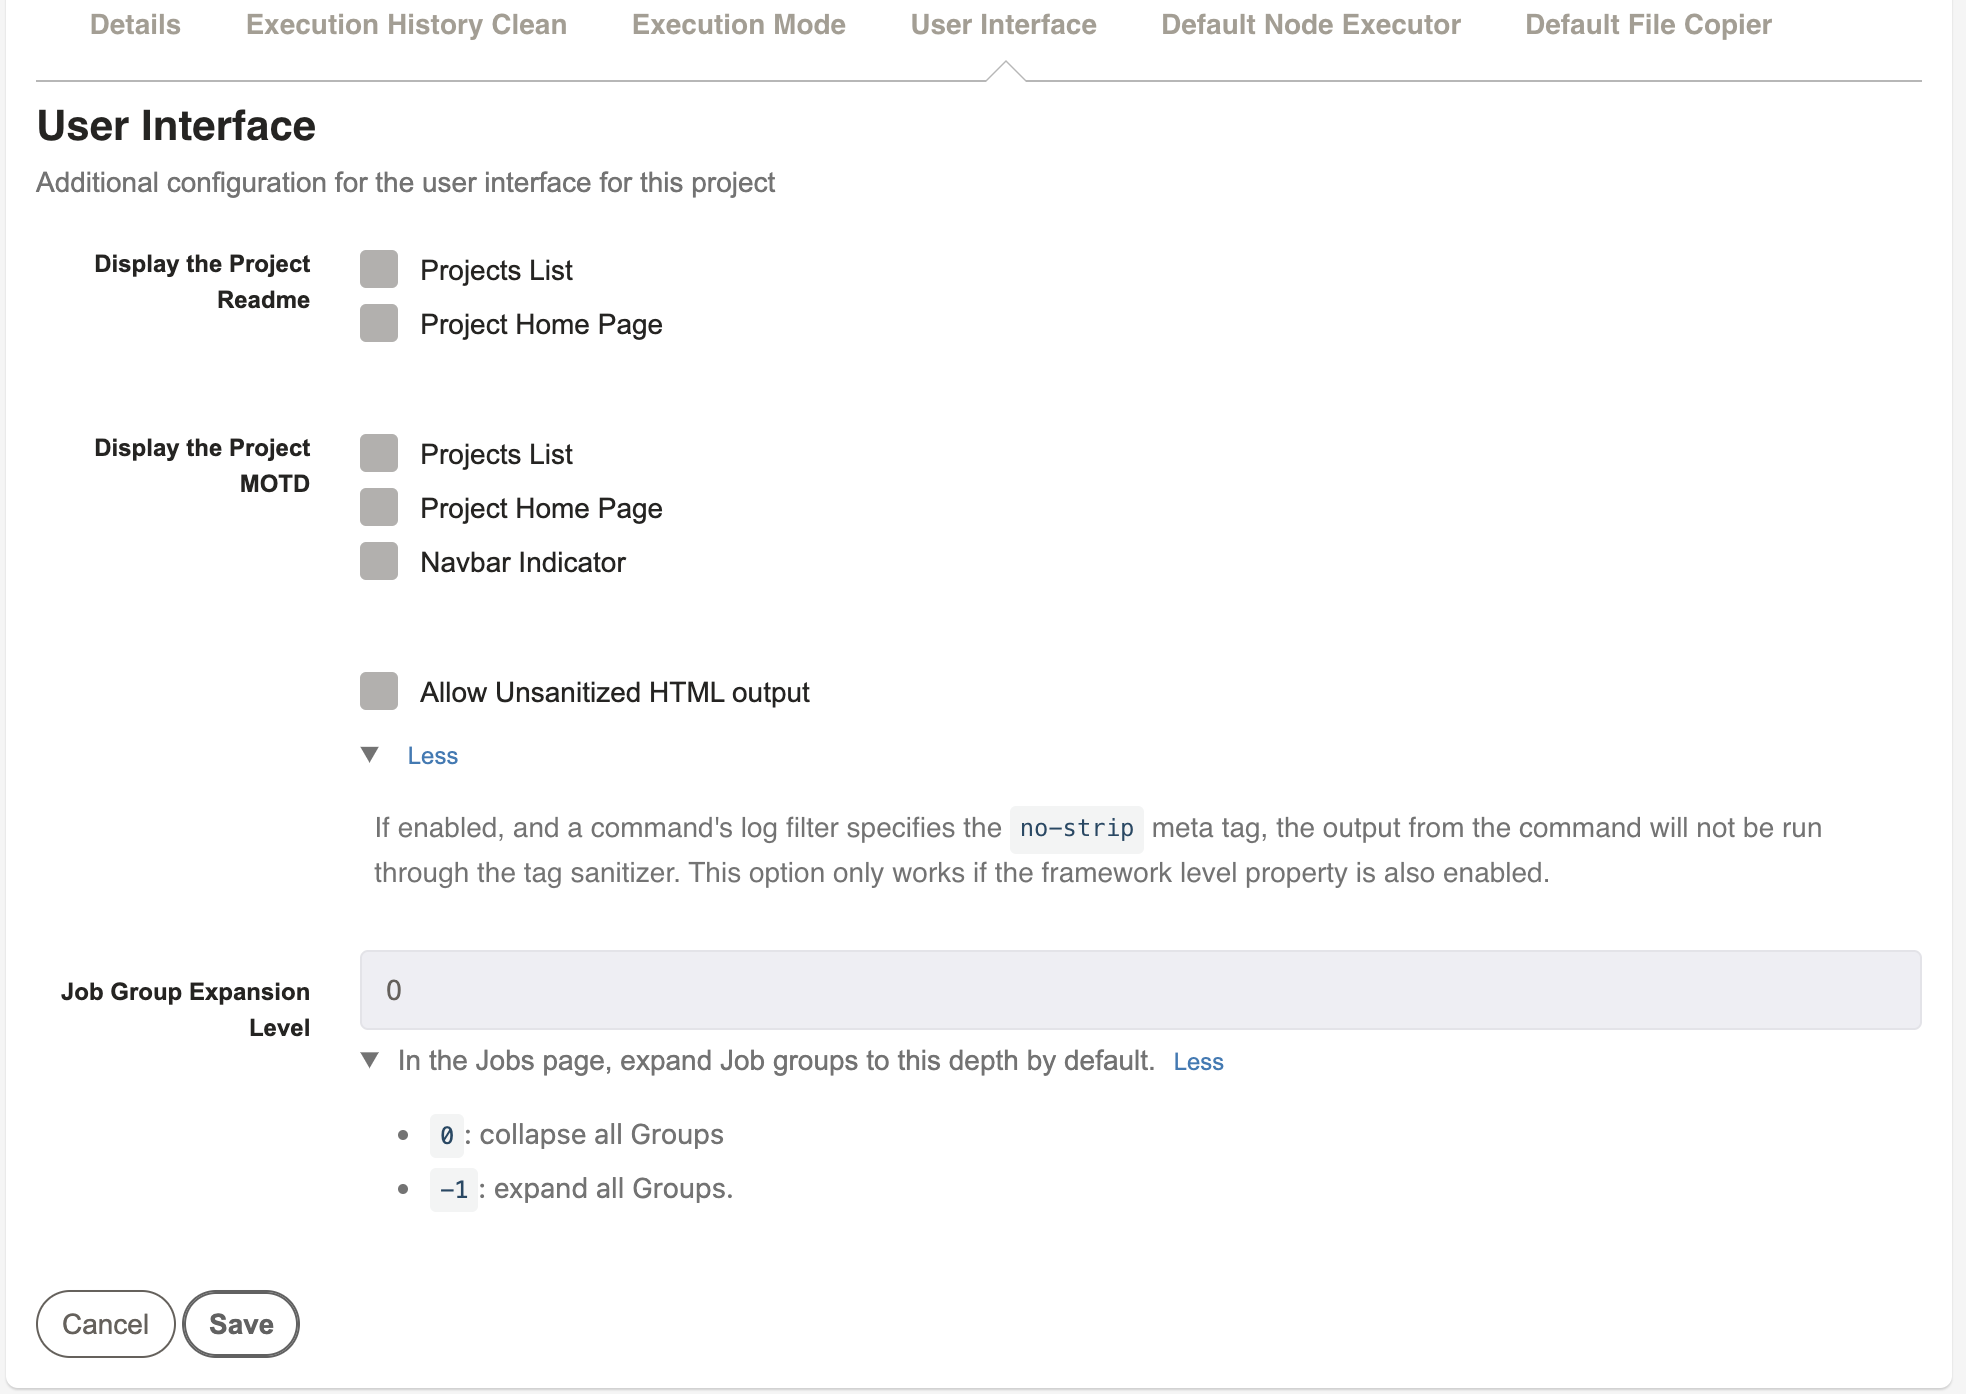 Details Execution History Clean Execution Mode User Interface Default Node Executor Default File Copier
User Interface
Additional configuration for the user interface for this project
Display the Project
Readme
Projects List
Project Home Page
Display the Project
MOTD
Projects List
Project Home Page
Navbar Indicator
Allow Unsanitized HTML output
Less
If enabled, and a command's log filter specifies the no-strip meta tag, the output from the command will not be run
through the tag sanitizer. This option only works if the framework level property is also enabled.
Job Group Expansion
Level
0
In the Jobs page, expand Job groups to this depth by default. Less
• 0 : collapse all Groups
• -1 : expand all Groups.
Cancel Save